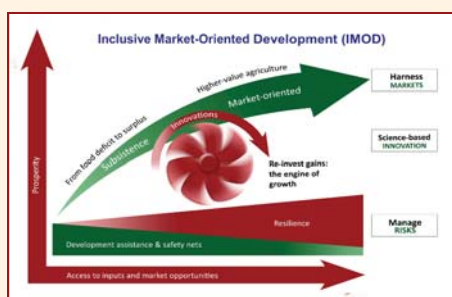 Inclusive Market-Oriented Development (IMOD)
Higher-value agriculture
Market-oriented
From food deficit to surplus
Subsistence
Innovations
Re-invest gains:
the engine of
growth
Harness
MARKETS
Science-based
INNOVATION
Manage
RISKS
Prosperity
Resilience
Development assistance & safety nets
Access to inputs and market opportunities